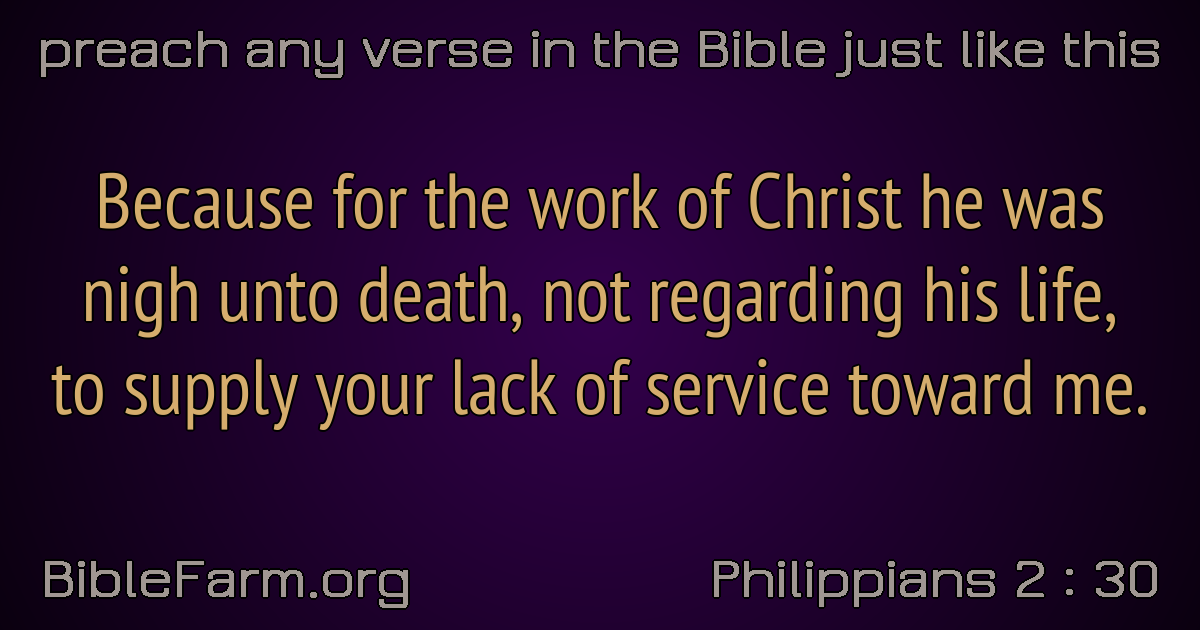 preach any verse in the Bible just like this
Because for the work of Christ he was
nigh unto death, not regarding his life,
to supply your lack of service toward me.
BibleFarm.org
Philippians 2 : 30